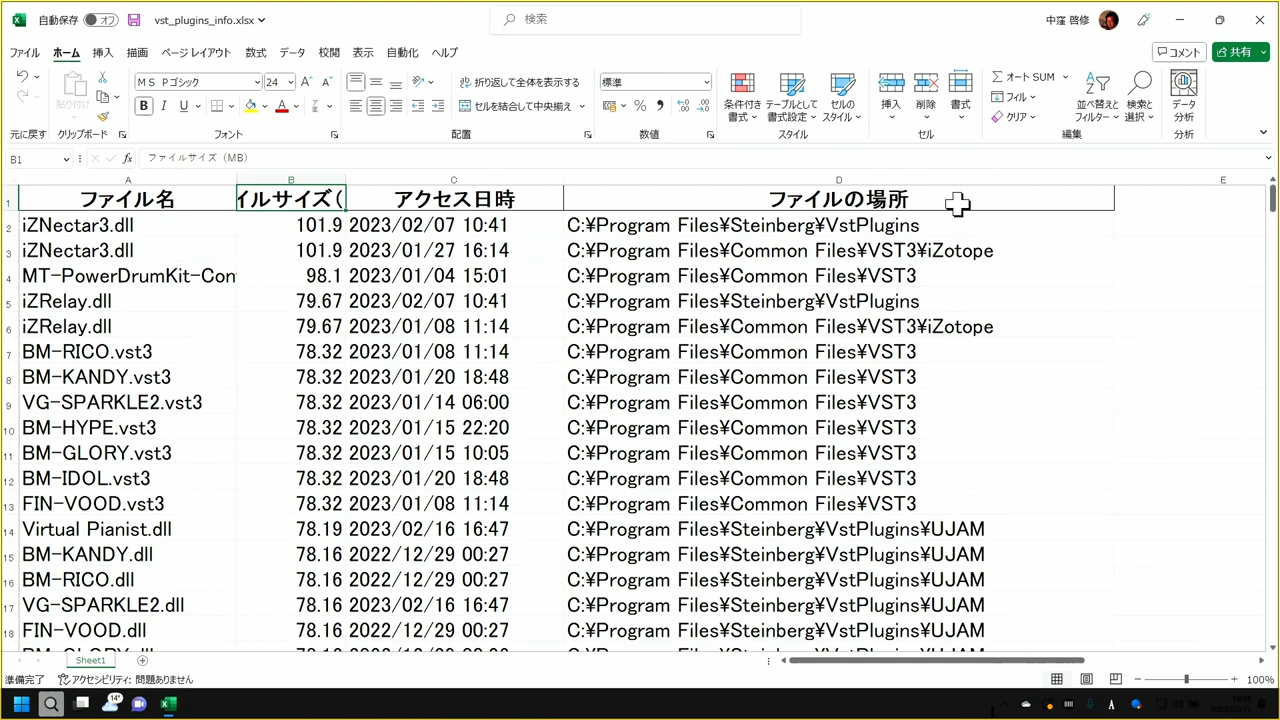 自動保存 オフ vst_plugins_info.xlsx 検索 中窪 啓修
ファイル ホーム 挿入 描画 ページ レイアウト 数式 データ 校閲 表示 自動化 ヘルプ コメント 共有
貼り付け MS Pゴシック 24 折り返して全体を表示する 標準 条件付き書式 テーブルとして書式設定 セルのスタイル 挿入 削除 書式 オート SUM 並べ替えとフィルター 検索と選択 データ分析
B I U セルを結合して中央揃え フィル クリア
元に戻す クリップボード フォント 配置 数値 スタイル セル 編集 分析
B1 fx ファイルサイズ (MB)
A B C D E
1 ファイル名 イルサイズ ( アクセス日時 ファイルの場所
2 iZNectar3.dll 101.9 2023/02/07 10:41 C:¥Program Files¥Steinberg¥VstPlugins
3 iZNectar3.dll 101.9 2023/01/27 16:14 C:¥Program Files¥Common Files¥VST3¥iZotope
4 MT-PowerDrumKit-Con 98.1 2023/01/04 15:01 C:¥Program Files¥Common Files¥VST3
5 iZRelay.dll 79.67 2023/02/07 10:41 C:¥Program Files¥Steinberg¥VstPlugins
6 iZRelay.dll 79.67 2023/01/08 11:14 C:¥Program Files¥Common Files¥VST3¥iZotope
7 BM-RICO.vst3 78.32 2023/01/08 11:14 C:¥Program Files¥Common Files¥VST3
8 BM-KANDY.vst3 78.32 2023/01/20 18:48 C:¥Program Files¥Common Files¥VST3
9 VG-SPARKLE2.vst3 78.32 2023/01/14 06:00 C:¥Program Files¥Common Files¥VST3
10 BM-HYPE.vst3 78.32 2023/01/15 22:20 C:¥Program Files¥Common Files¥VST3
11 BM-GLORY.vst3 78.32 2023/01/15 10:05 C:¥Program Files¥Common Files¥VST3
12 BM-IDOL.vst3 78.32 2023/01/20 18:48 C:¥Program Files¥Common Files¥VST3
13 FIN-VOOD.vst3 78.32 2023/01/08 11:14 C:¥Program Files¥Common Files¥VST3
14 Virtual Pianist.dll 78.19 2023/02/16 16:47 C:¥Program Files¥Steinberg¥VstPlugins¥UJAM
15 BM-KANDY.dll 78.16 2022/12/29 00:27 C:¥Program Files¥Steinberg¥VstPlugins¥UJAM
16 BM-RICO.dll 78.16 2022/12/29 00:27 C:¥Program Files¥Steinberg¥VstPlugins¥UJAM
17 VG-SPARKLE2.dll 78.16 2023/02/16 16:47 C:¥Program Files¥Steinberg¥VstPlugins¥UJAM
18 FIN-VOOD.dll 78.16 2022/12/29 00:27 C:¥Program Files¥Steinberg¥VstPlugins¥UJAM
Sheet1
準備完了 アクセシビリティ: 問題ありません 100%
14°